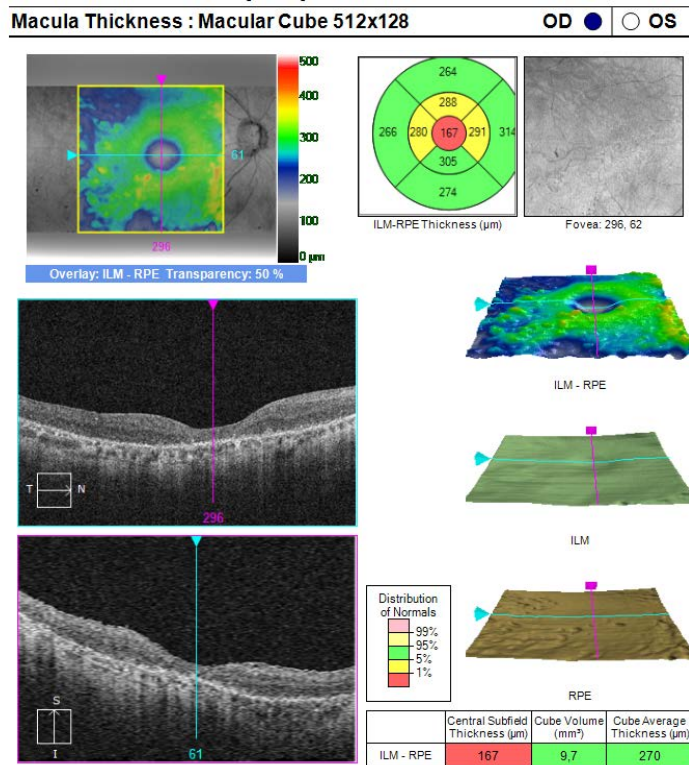 Macula Thickness : Macular Cube 512x128 OD OS
500
400
300
200
100
0 µm
61
296
Overlay: ILM - RPE Transparency: 50 %
264
288
266 280 167 291 314
305
274
ILM-RPE Thickness (µm)
Fovea: 296, 62
ILM - RPE
T N
296
ILM
S
I
61
Distribution
of Normals
99%
95%
5%
1%
RPE
Central Subfield Thickness (µm) Cube Volume (mm³) Cube Average Thickness (µm)
ILM - RPE 167 9,7 270